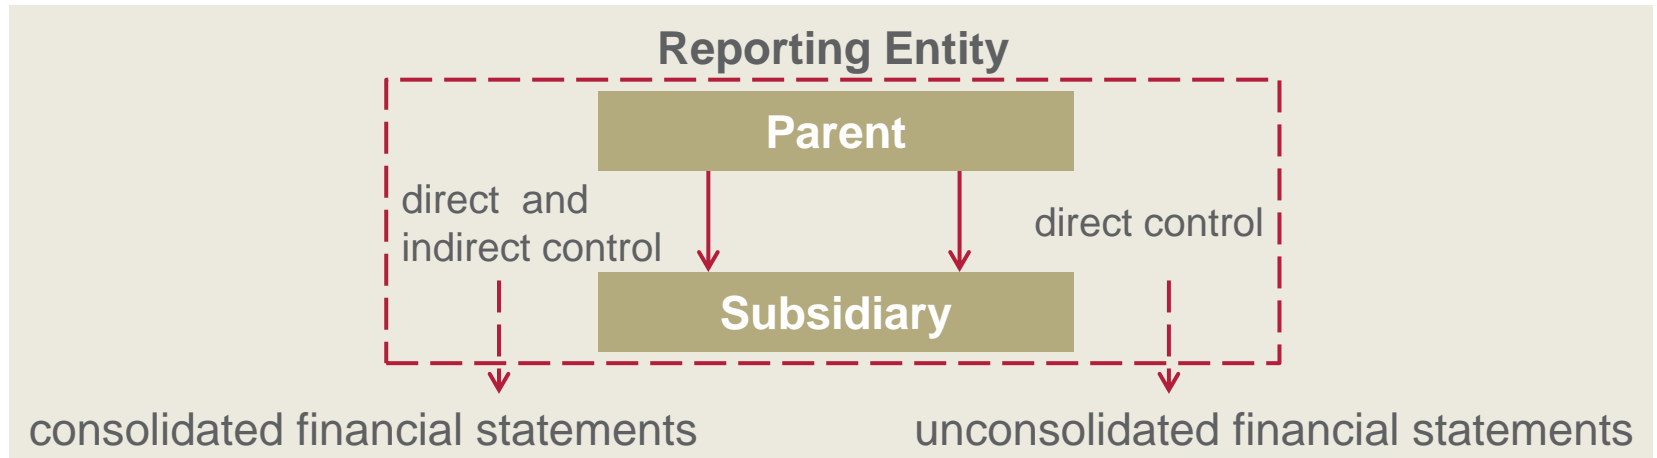 Reporting Entity
Parent
direct and
indirect control
direct control
Subsidiary
consolidated financial statements
unconsolidated financial statements